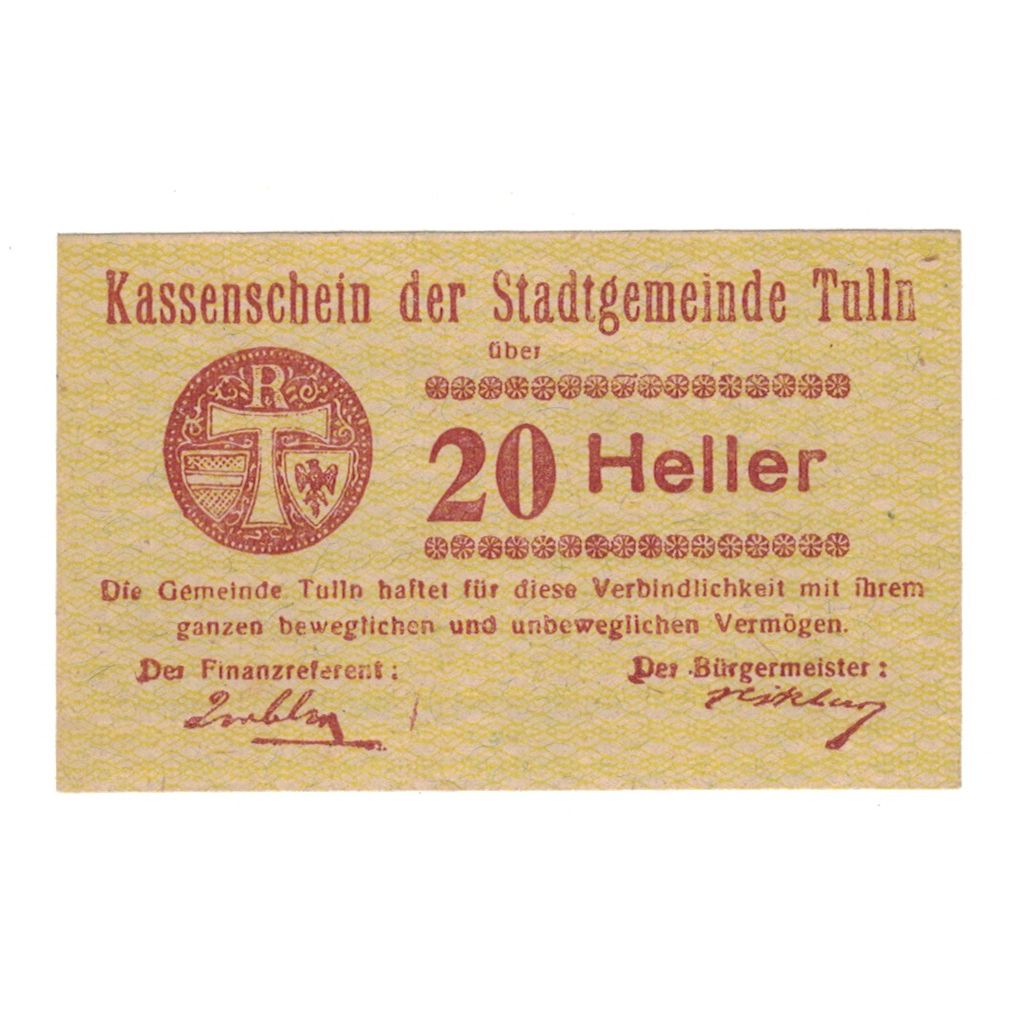 Kassenschein der Stadtgemeinde Tulln
über
R
T
20 Heller
Die Gemeinde Tulln haftet für diese Verbindlichkeit mit ihrem
ganzen beweglichen und unbeweglichen Vermögen.
Der Finanzreferent:
Der Bürgermeister: